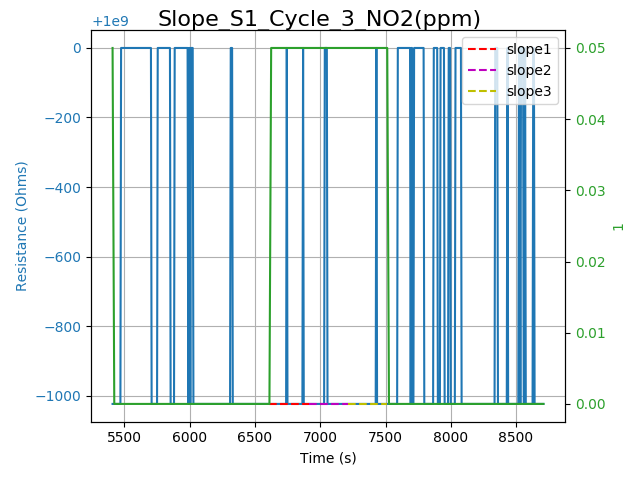 Slope_S1_Cycle_3_NO2(ppm)
+1e9
0
−200
−400
−600
−800
−1000
Resistance (Ohms)
slope1
slope2
slope3
0.05
0.04
0.03
0.02
0.01
0.00
1
5500 6000 6500 7000 7500 8000 8500
Time (s)